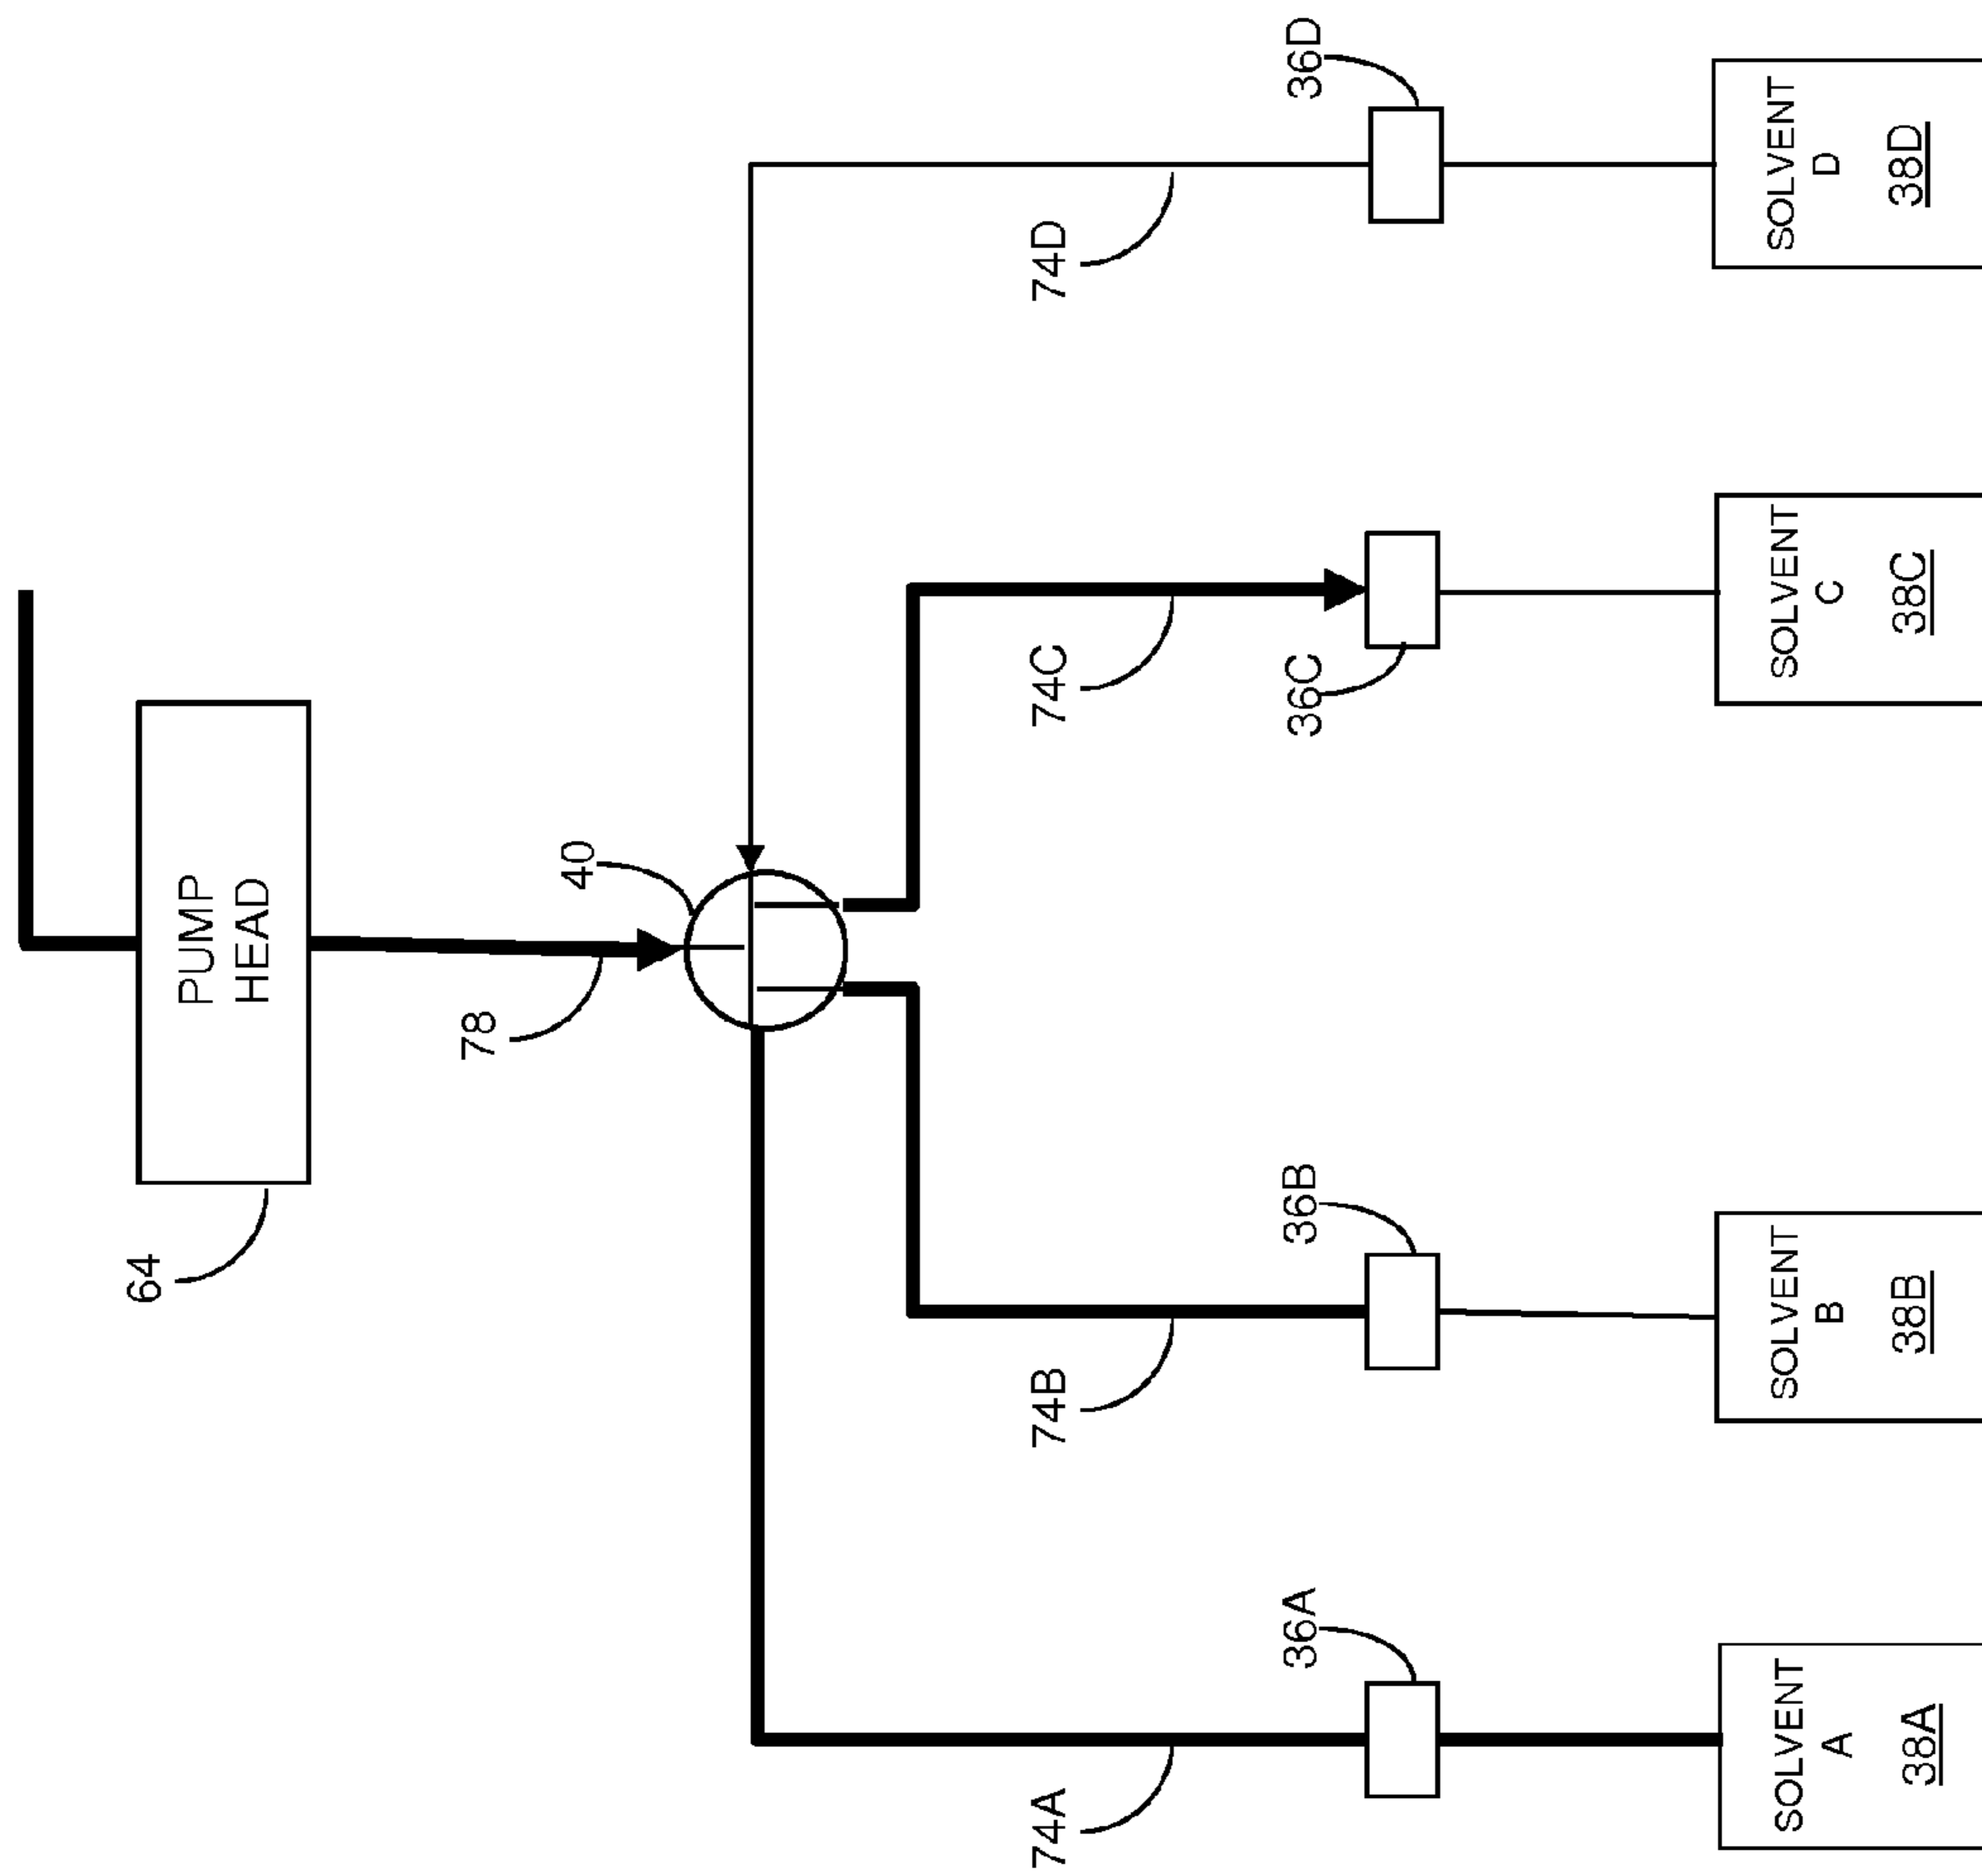 64
PUMP
HEAD
78
40
74A
74B
74C
74D
36A
36B
36C
36D
SOLVENT
A
38A
SOLVENT
B
38B
SOLVENT
C
38C
SOLVENT
D
38D